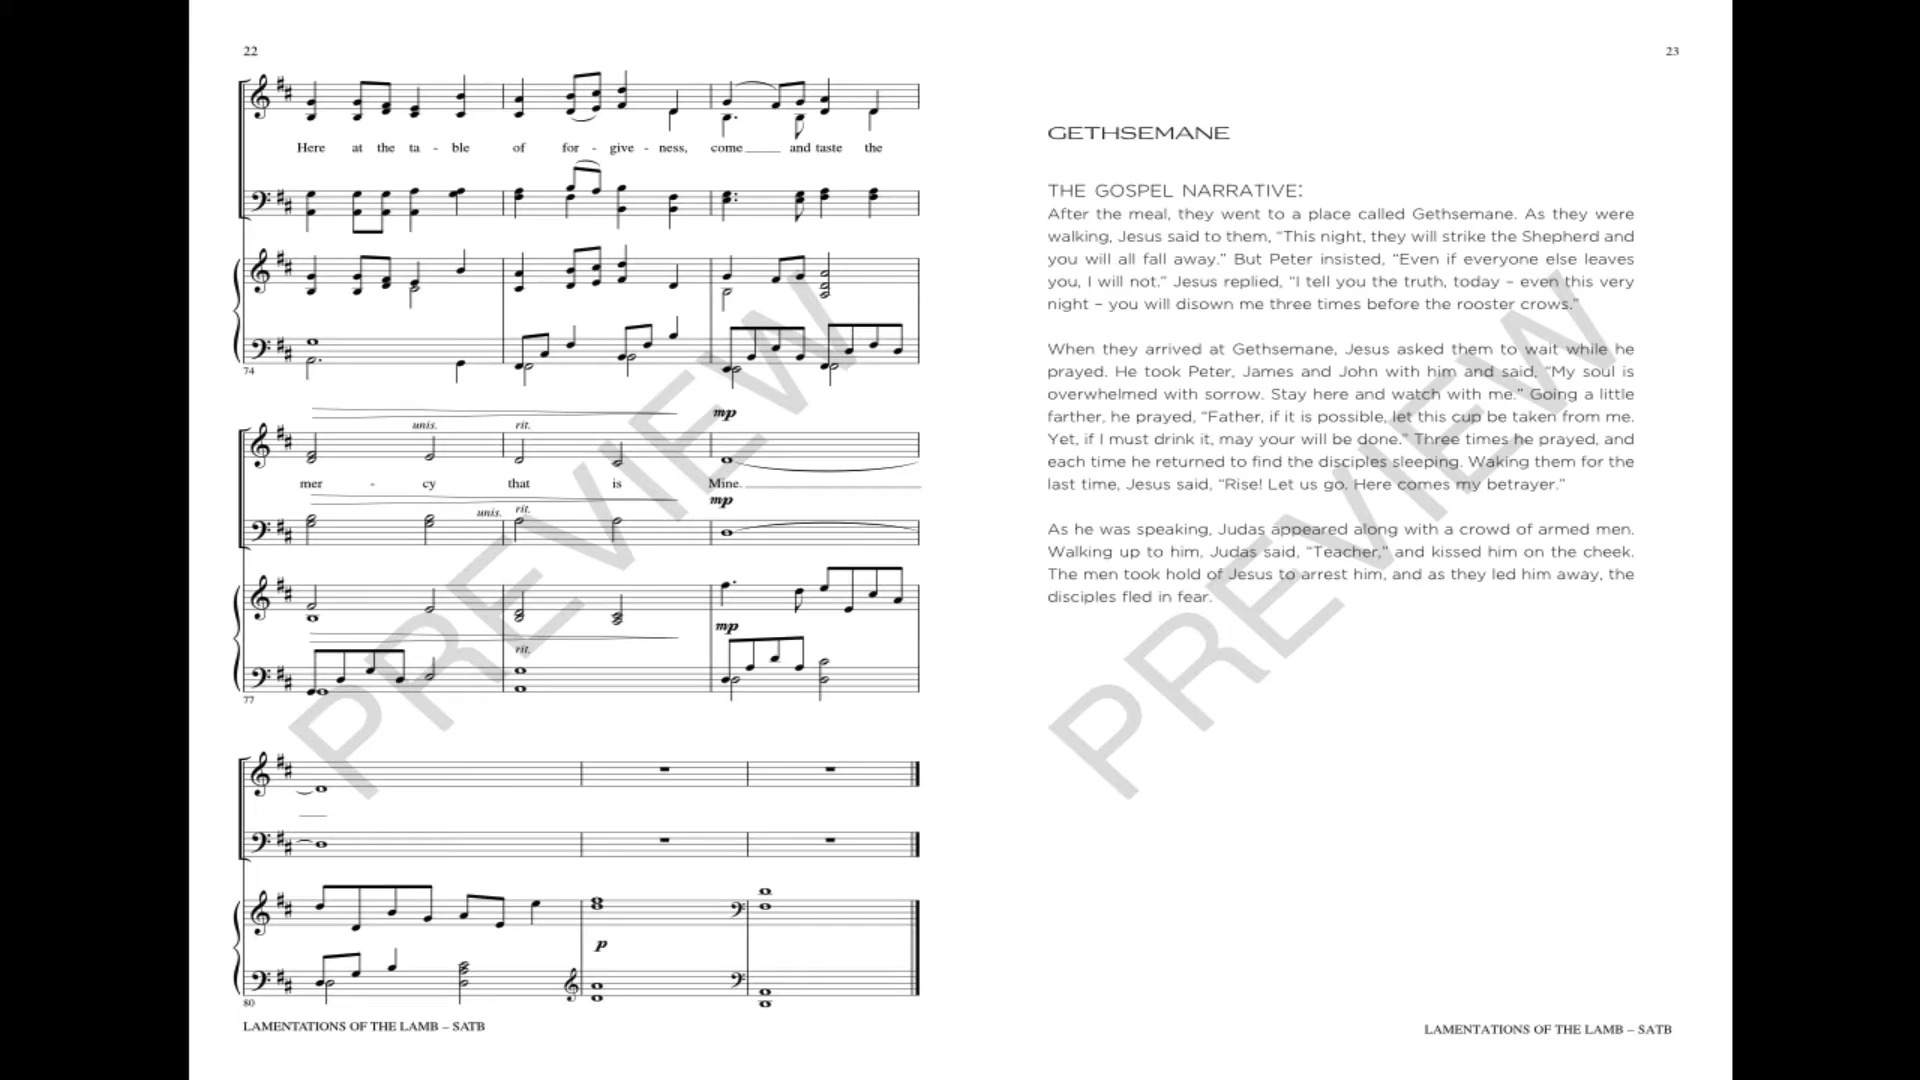 22
Here at the ta - ble of for - give - ness, come and taste the
74
mp
unis. rit.
mer - cy that is Mine.
mp
unis. rit.
mp
rit.
77
p
80
LAMENTATIONS OF THE LAMB – SATB
23
GETHSEMANE
THE GOSPEL NARRATIVE:
After the meal, they went to a place called Gethsemane. As they were
walking, Jesus said to them, “This night, they will strike the Shepherd and
you will all fall away.” But Peter insisted, “Even if everyone else leaves
you, I will not.” Jesus replied, “I tell you the truth, today – even this very
night – you will disown me three times before the rooster crows.”
When they arrived at Gethsemane, Jesus asked them to wait while he
prayed. He took Peter, James and John with him and said, “My soul is
overwhelmed with sorrow. Stay here and watch with me.” Going a little
farther, he prayed, “Father, if it is possible, let this cup be taken from me.
Yet, if I must drink it, may your will be done.” Three times he prayed, and
each time he returned to find the disciples sleeping. Waking them for the
last time, Jesus said, “Rise! Let us go. Here comes my betrayer.”
As he was speaking, Judas appeared along with a crowd of armed men.
Walking up to him, Judas said, “Teacher,” and kissed him on the cheek.
The men took hold of Jesus to arrest him, and as they led him away, the
disciples fled in fear.
LAMENTATIONS OF THE LAMB – SATB
PREVIEW
PREVIEW